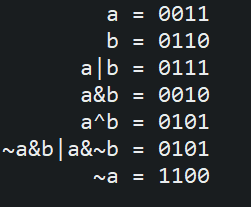 a = 0011
b = 0110
a|b = 0111
a&b = 0010
a^b = 0101
~a&b|a&~b = 0101
~a = 1100